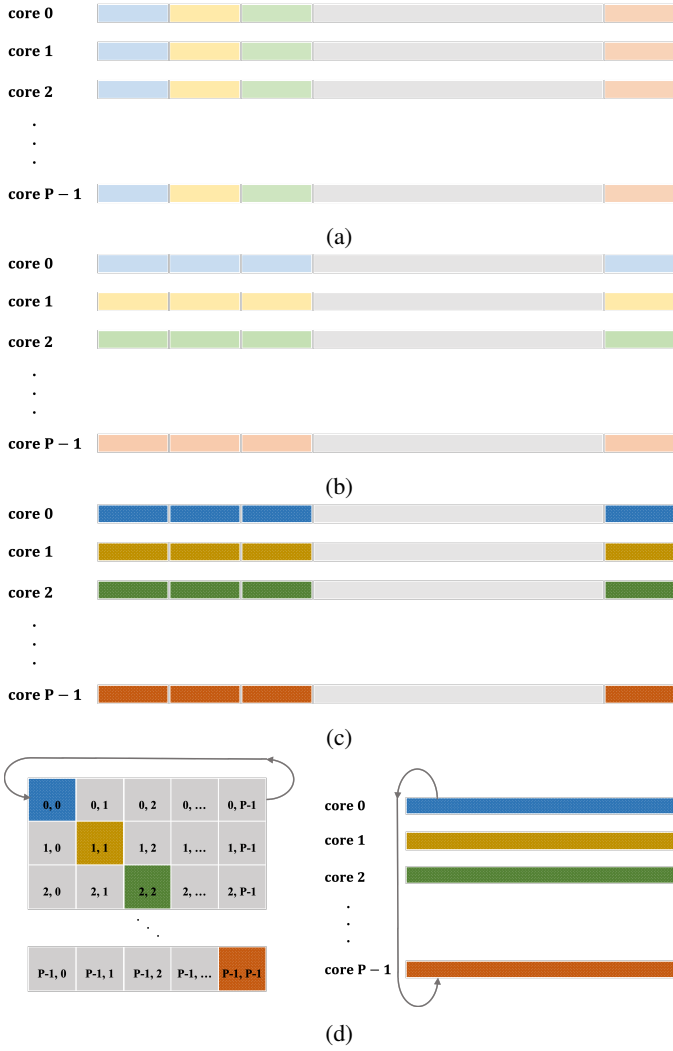 core 0
core 1
core 2
.
.
.
core P − 1
(a)
core 0
core 1
core 2
.
.
.
core P − 1
(b)
core 0
core 1
core 2
.
.
.
core P − 1
(c)
0, 0 0, 1 0, 2 0, ... 0, P-1
1, 0 1, 1 1, 2 1, ... 1, P-1
2, 0 2, 1 2, 2 2, ... 2, P-1
. . .
P-1, 0 P-1, 1 P-1, 2 P-1, ... P-1, P-1
core 0
core 1
core 2
.
.
.
core P − 1
(d)